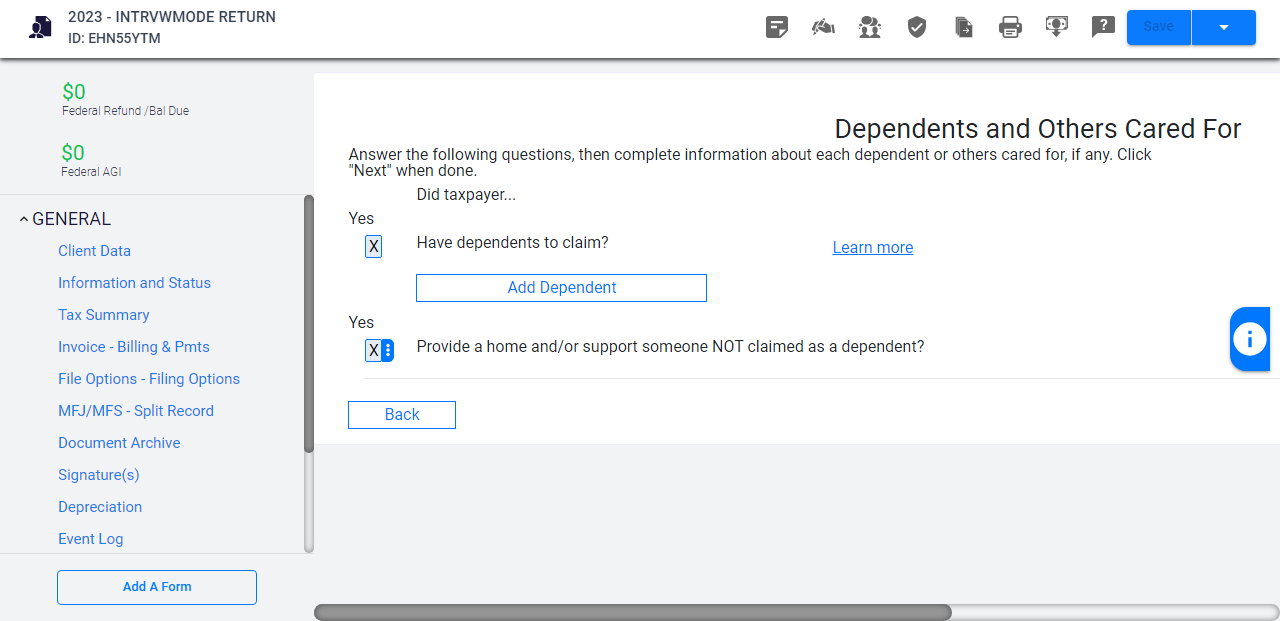 2023 - INTRVWMODE RETURN
ID: EHN55YTM
Save
$0
Federal Refund /Bal Due
$0
Federal AGI
GENERAL
Client Data
Information and Status
Tax Summary
Invoice - Billing & Pmts
File Options - Filing Options
MFJ/MFS - Split Record
Document Archive
Signature(s)
Depreciation
Event Log
Add A Form
Dependents and Others Cared For
Answer the following questions, then complete information about each dependent or others cared for, if any. Click
"Next" when done.
Did taxpayer...
Yes
X Have dependents to claim? Learn more
Add Dependent
Yes
X Provide a home and/or support someone NOT claimed as a dependent?
Back